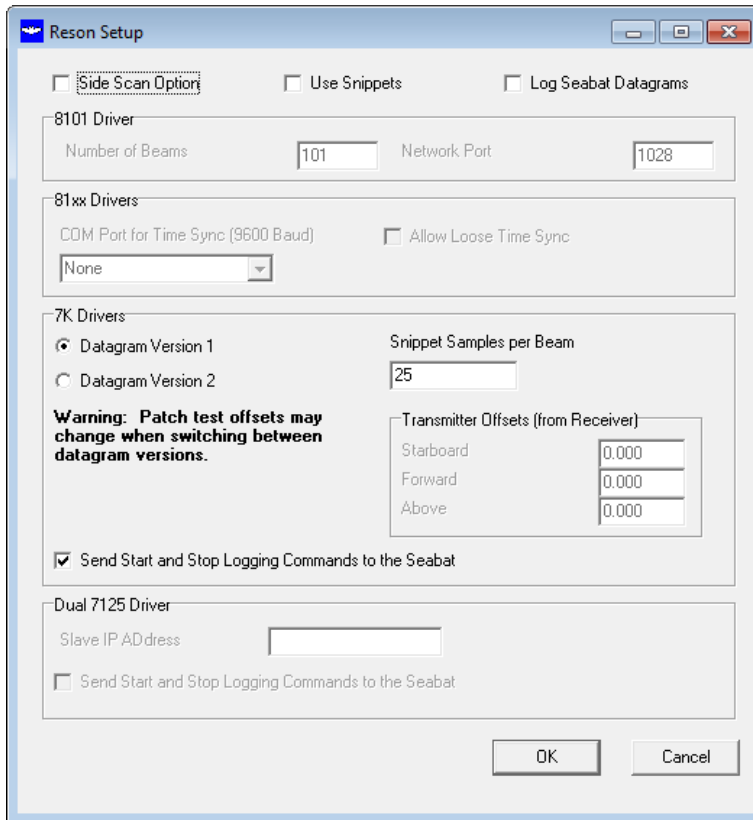 Reson Setup
Side Scan Option Use Snippets Log Seabat Datagrams
8101 Driver
Number of Beams 101 Network Port 1028
81xx Drivers
COM Port for Time Sync (9600 Baud) Allow Loose Time Sync
None
7K Drivers
Datagram Version 1
Snippet Samples per Beam
Datagram Version 2
25
Warning: Patch test offsets may
change when switching between
datagram versions.
Transmitter Offsets (from Receiver)
Starboard 0.000
Forward 0.000
Above 0.000
Send Start and Stop Logging Commands to the Seabat
Dual 7125 Driver
Slave IP ADdress
Send Start and Stop Logging Commands to the Seabat
OK Cancel